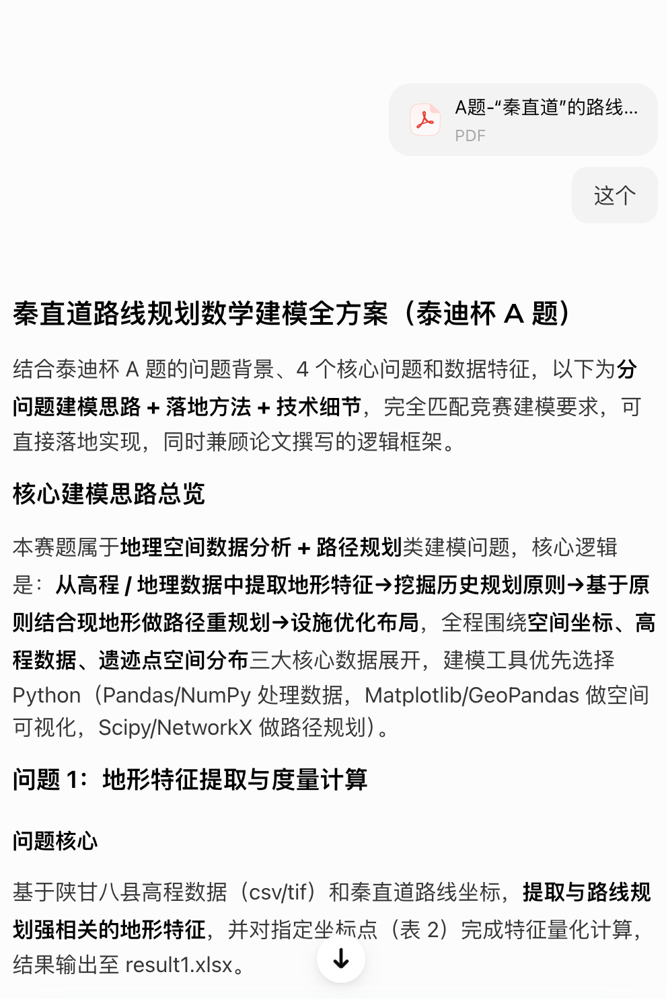 A题-“秦直道”的路线...
PDF
这个
秦直道路线规划数学建模全方案（泰迪杯 A 题）
结合泰迪杯 A 题的问题背景、4 个核心问题和数据特征，以下为分
问题建模思路 + 落地方法 + 技术细节，完全匹配竞赛建模要求，可
直接落地实现，同时兼顾论文撰写的逻辑框架。
核心建模思路总览
本赛题属于地理空间数据分析 + 路径规划类建模问题，核心逻辑
是：从高程 / 地理数据中提取地形特征→挖掘历史规划原则→基于原
则结合现地形做路径重规划→设施优化布局，全程围绕空间坐标、高
程数据、遗迹点空间分布三大核心数据展开，建模工具优先选择
Python（Pandas/NumPy 处理数据，Matplotlib/GeoPandas 做空间
可视化，Scipy/NetworkX 做路径规划）。
问题 1：地形特征提取与度量计算
问题核心
基于陕甘八县高程数据（csv/tif）和秦直道路线坐标，提取与路线规
划强相关的地形特征，并对指定坐标点（表 2）完成特征量化计算，
结果输出至 result1.xlsx。